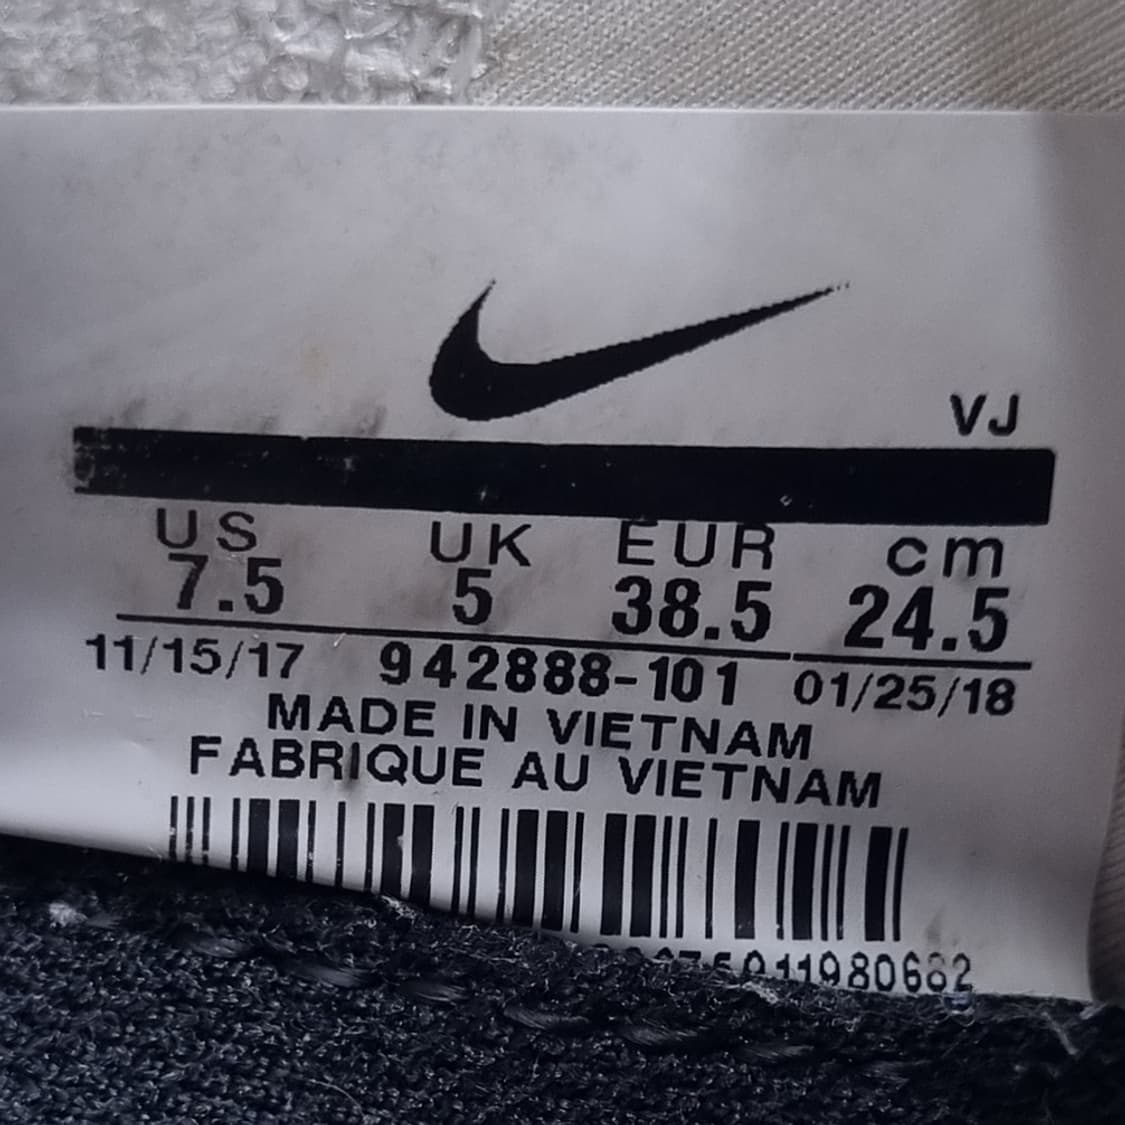 VJ
US UK EUR cm
7.5 5 38.5 24.5
11/15/17 942888-101 01/25/18
MADE IN VIETNAM
FABRIQUE AU VIETNAM